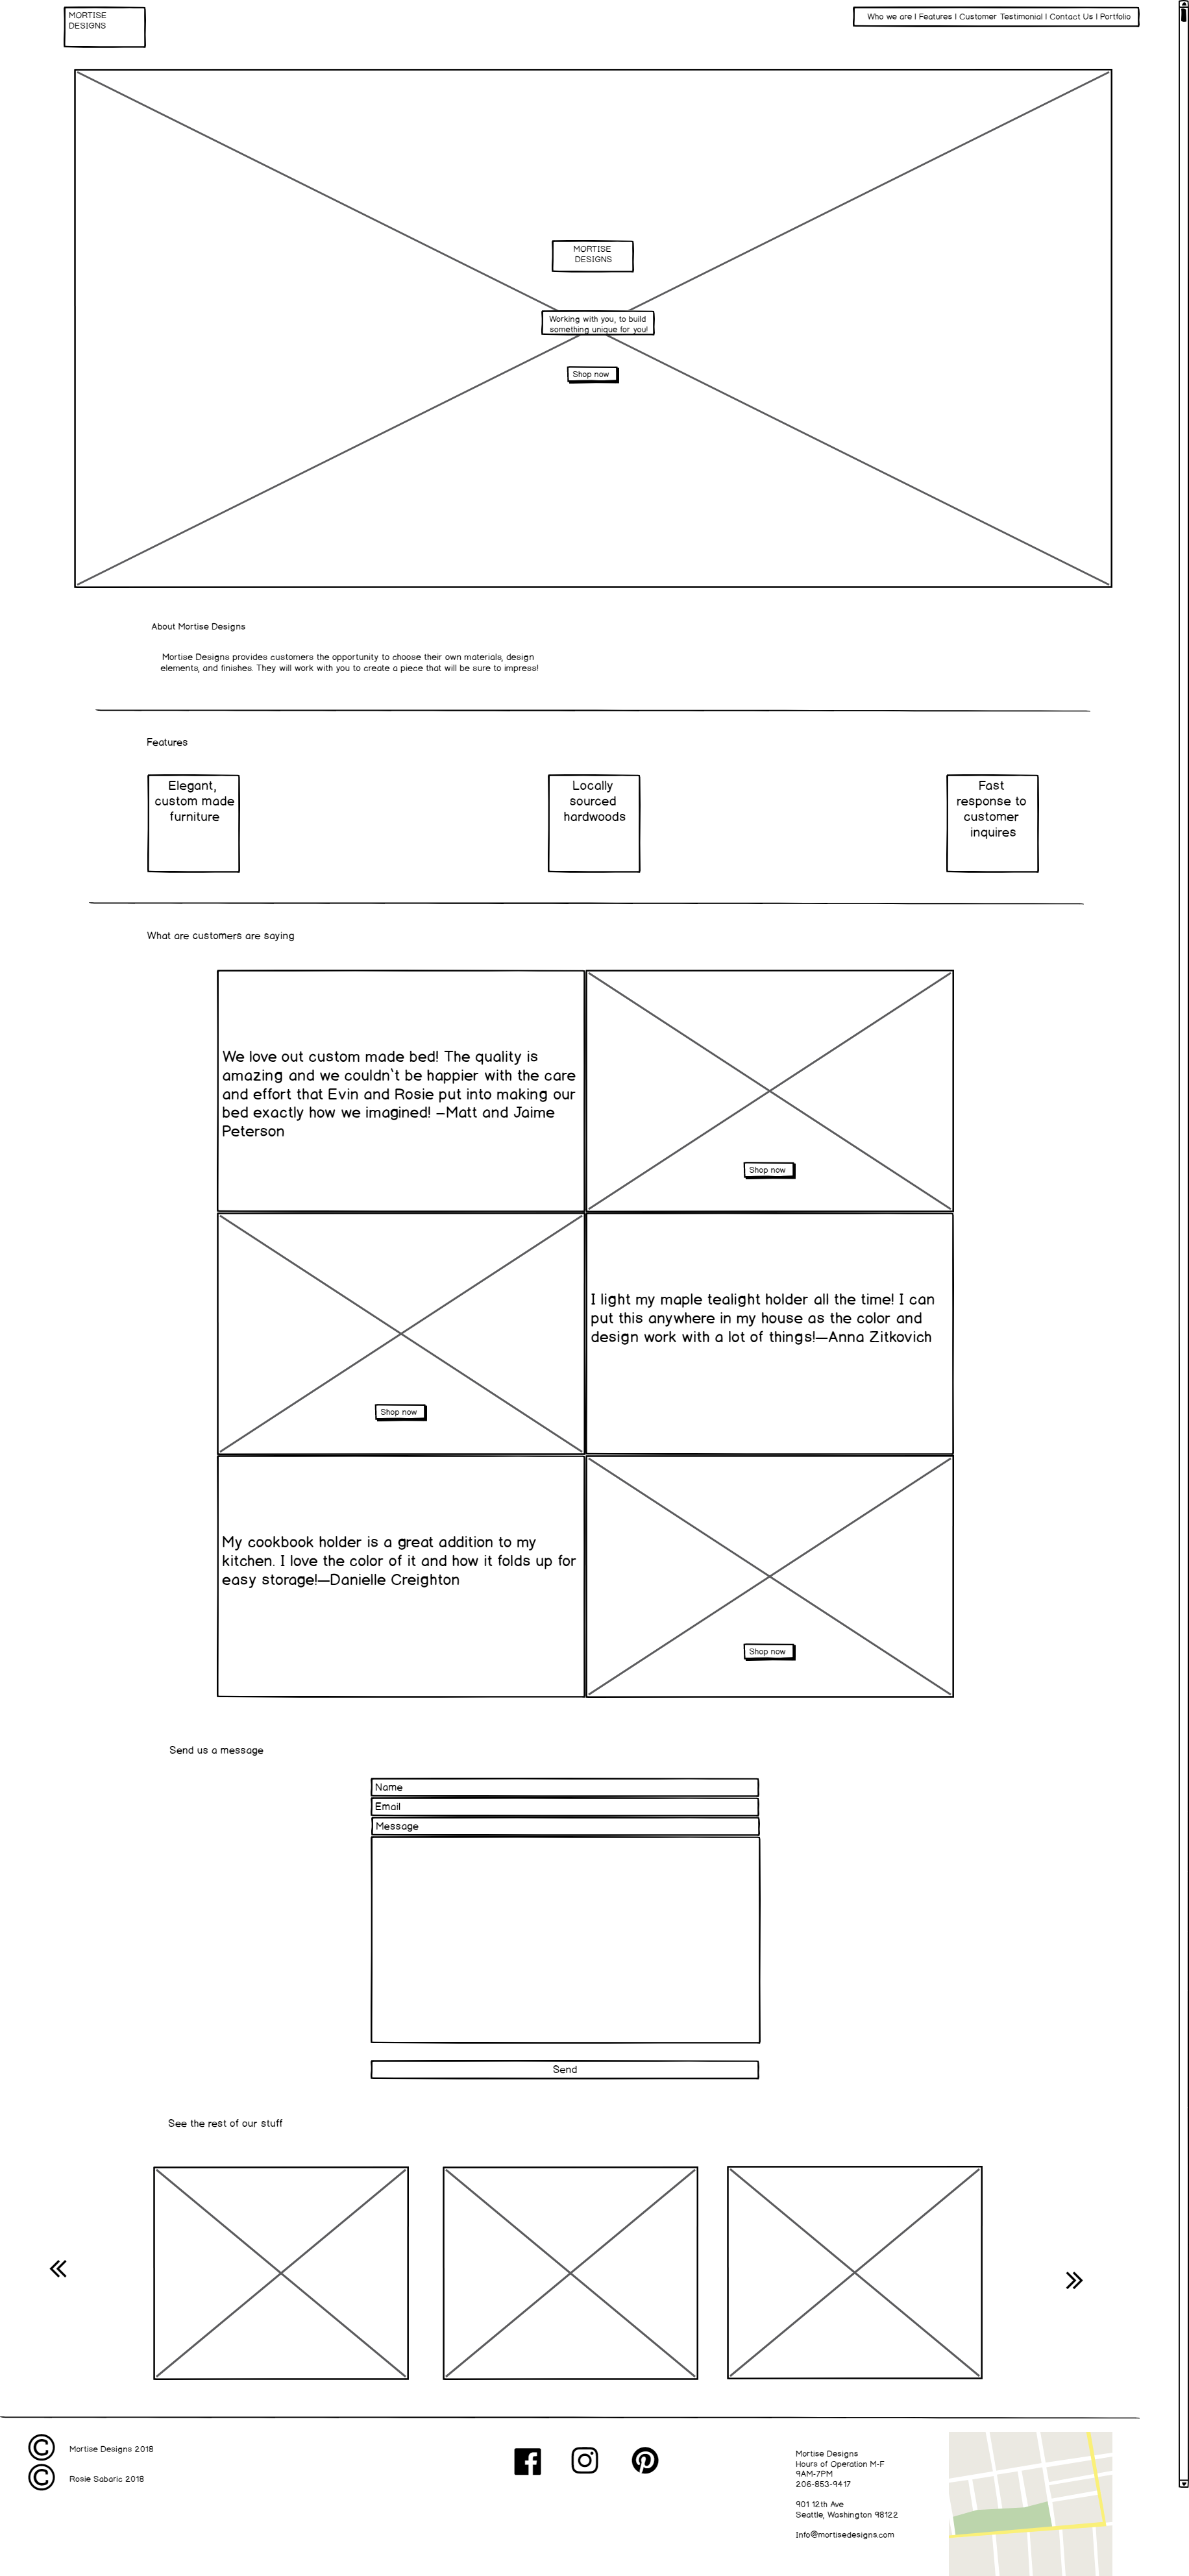 MORTISE
DESIGNS
Who we are | Features | Customer Testimonial | Contact Us | Portfolio
MORTISE
DESIGNS
Working with you, to build
something unique for you!
Shop now
About Mortise Designs
Mortise Designs provides customers the opportunity to choose their own materials, design
elements, and finishes. They will work with you to create a piece that will be sure to impress!
Features
Elegant,
custom made
furniture
Locally
sourced
hardwoods
Fast
response to
customer
inquires
What are customers are saying
We love out custom made bed! The quality is
amazing and we couldn`t be happier with the care
and effort that Evin and Rosie put into making our
bed exactly how we imagined! –Matt and Jaime
Peterson
Shop now
I light my maple tealight holder all the time! I can
put this anywhere in my house as the color and
design work with a lot of things!—Anna Zitkovich
Shop now
My cookbook holder is a great addition to my
kitchen. I love the color of it and how it folds up for
easy storage!—Danielle Creighton
Shop now
Send us a message
Name
Email
Message
Send
See the rest of our stuff
© Mortise Designs 2018
© Rosie Sabaric 2018
Mortise Designs
Hours of Operation M-F
9AM-7PM
206-853-9417
901 12th Ave
Seattle, Washington 98122
Info@mortisedesigns.com